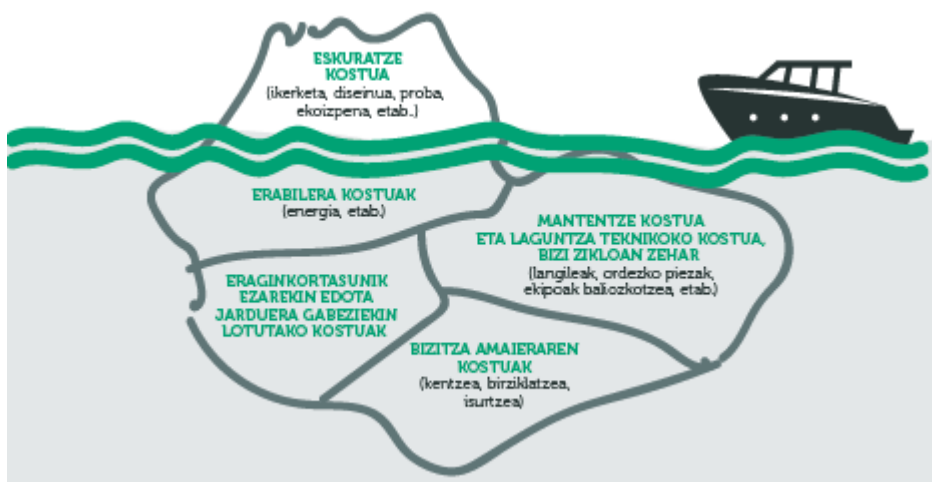 ESKURATZE
KOSTUA
(ikerketa, diseinua, proba,
ekoizpena, etab..)
ERABILERA KOSTUAK
(energia, etab.)
MANTENTZE KOSTUA
ETA LAGUNTZA TEKNIKOKO KOSTUA,
BIZI ZIKLOAN ZEHAR
(langileak, ordezko piezak,
ekipoak baliozkotzea, etab.)
ERAGINKORTASUNIK
EZAREKIN EDOTA
JARDUERA GABEZIEKIN
LOTUTAKO KOSTUAK
BIZITZA AMAIERAREN
KOSTUAK
(kentzea, birziklatzea,
isurtzea)